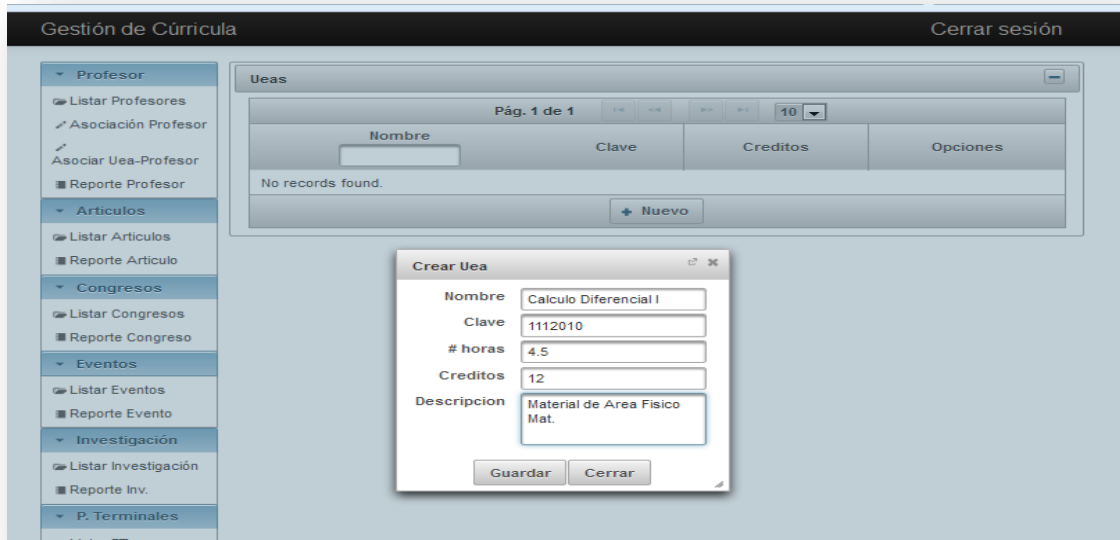 Gestión de Cúrricula
Cerrar sesión
Profesor
Listar Profesores
Asociación Profesor
Asociar Uea-Profesor
Reporte Profesor
Articulos
Listar Articulos
Reporte Articulo
Congresos
Listar Congresos
Reporte Congreso
Eventos
Listar Eventos
Reporte Evento
Investigación
Listar Investigación
Reporte Inv.
P. Terminales
Ueas
Pág. 1 de 1
10
Nombre
Clave
Creditos
Opciones
No records found.
+ Nuevo
Crear Uea
Nombre
Calculo Diferencial I
Clave
1112010
# horas
4.5
Creditos
12
Descripcion
Material de Area Fisico
Mat.
Guardar
Cerrar